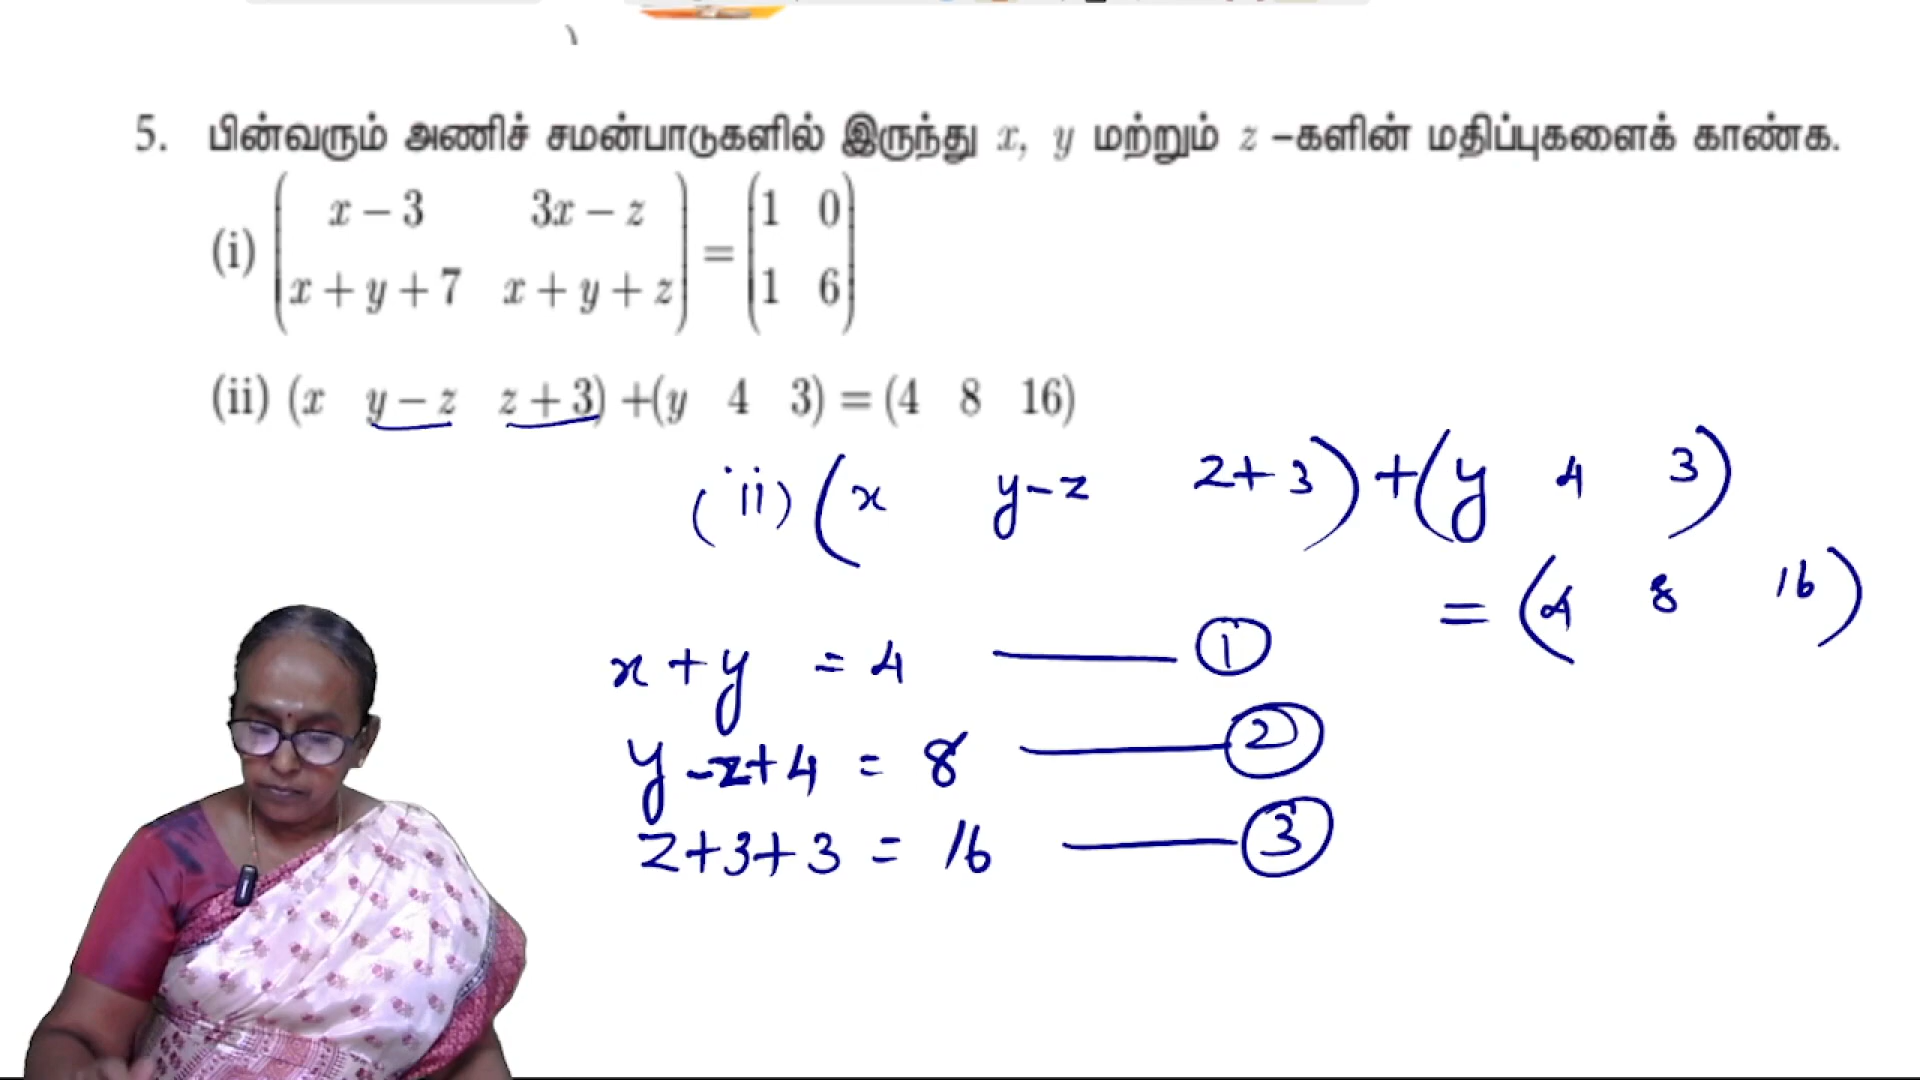 5. பின்வரும் அணிச் சமன்பாடுகளில் இருந்து x, y மற்றும் z -களின் மதிப்புகளைக் காண்க.
(i) ( x − 3   3x − z ) = ( 1   0 )
( x + y + 7   x + y + z )   ( 1   6 )
(ii) (x   y − z   z + 3) + (y   4   3) = (4   8   16)
(ii) (x   y-z   z+3) + (y   4   3)
= (4   8   16)
x + y = 4 —— 1
y - z + 4 = 8 —— 2
z + 3 + 3 = 16 —— 3